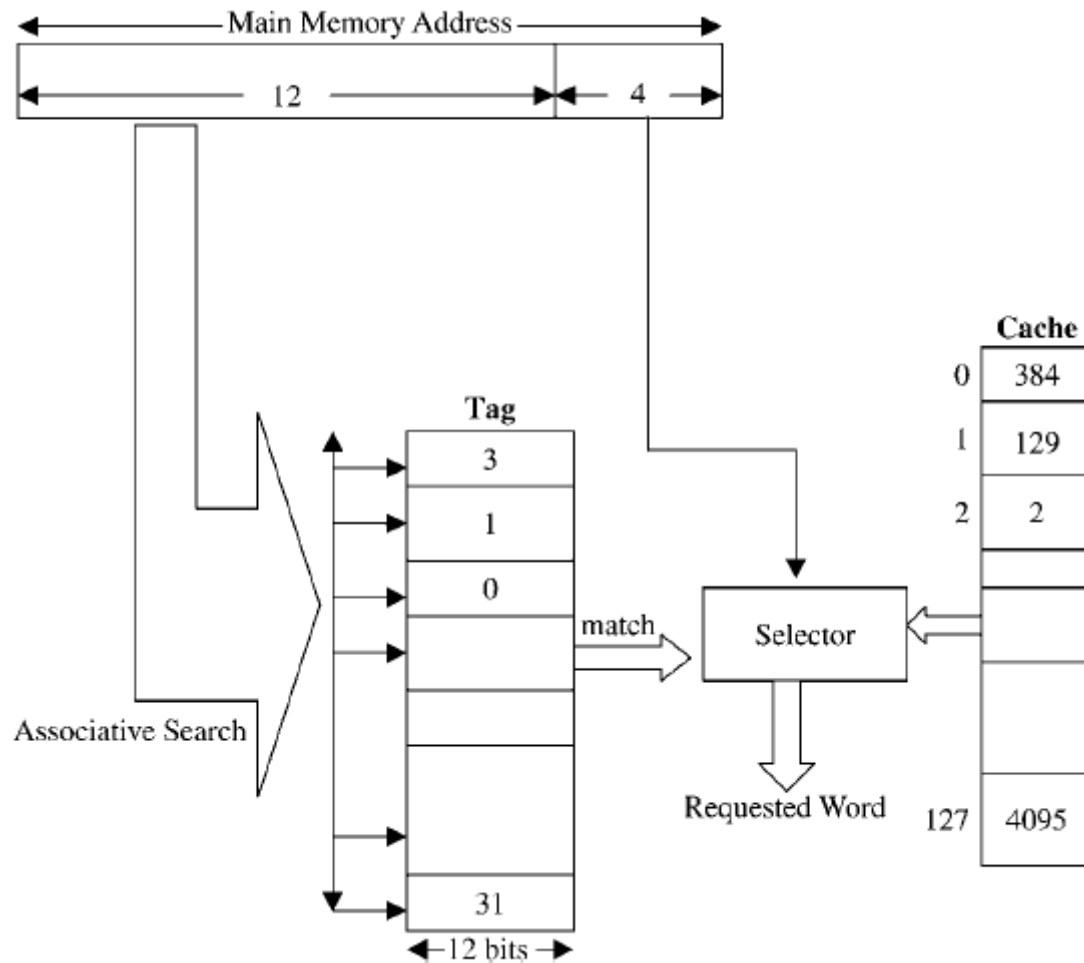 Main Memory Address
12 4
Cache
0 384
Tag
3
1 129
1
2 2
0
match
Selector
Associative Search
Requested Word
127 4095
31
12 bits